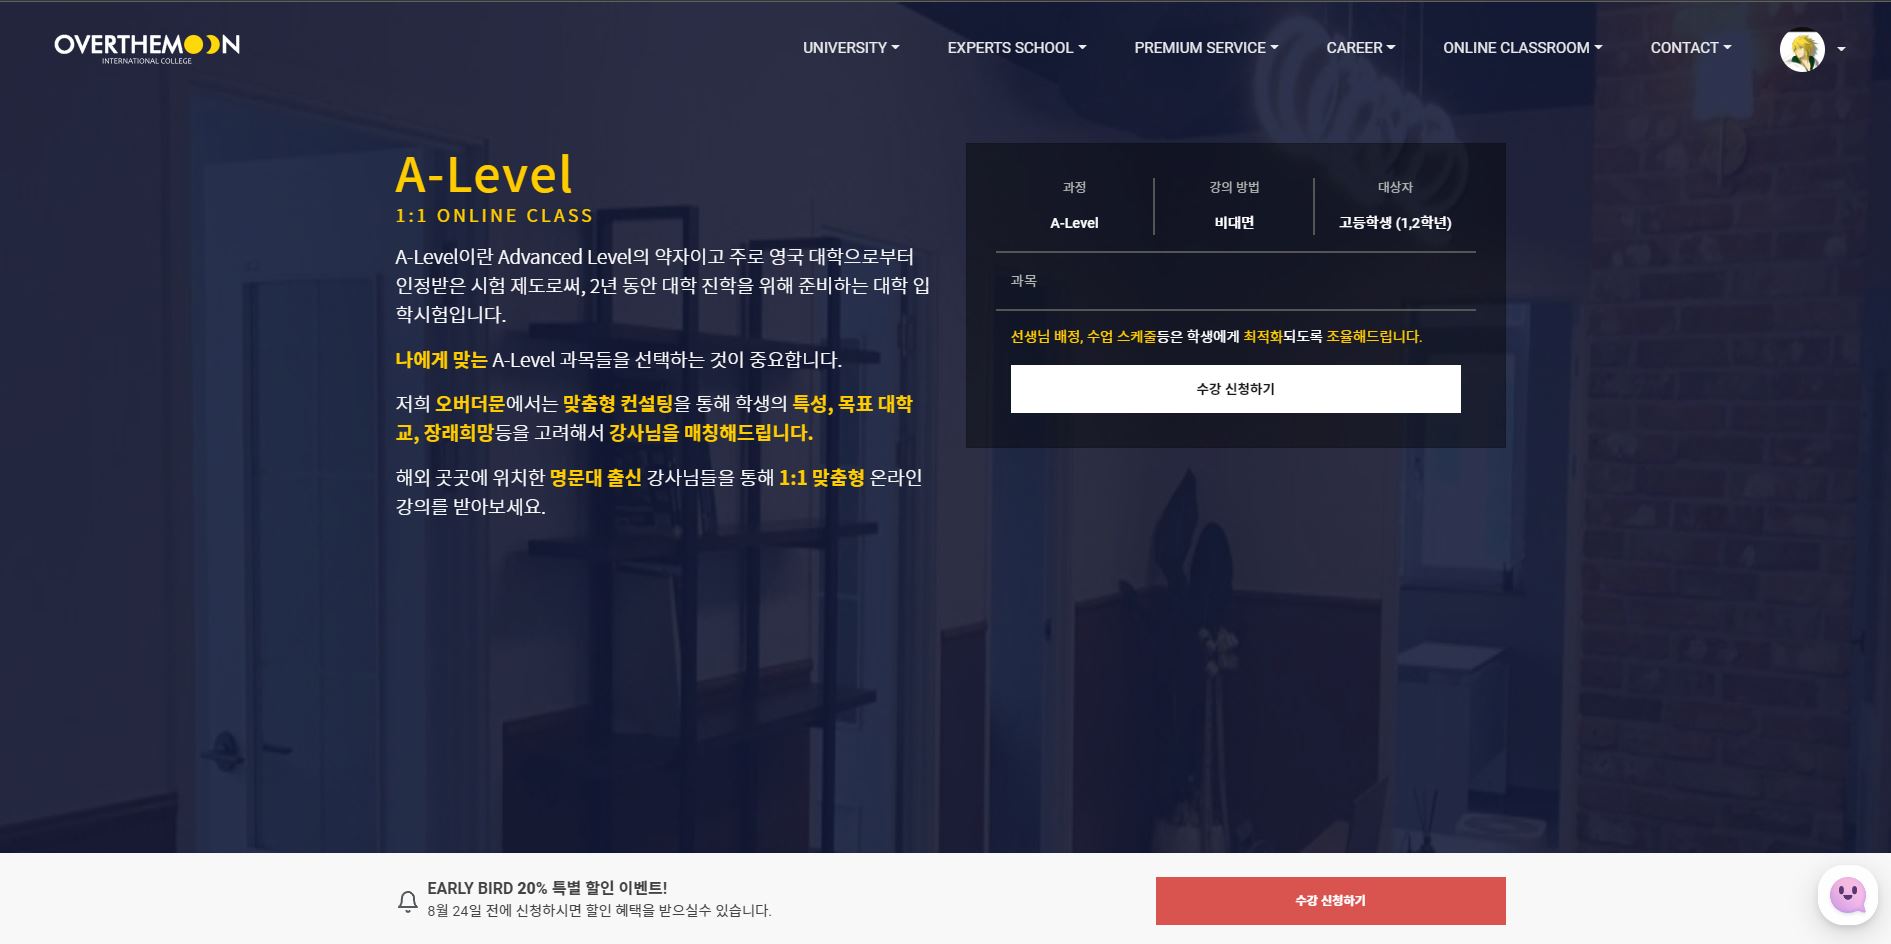 OVERTHEMOON
INTERNATIONAL COLLEGE
UNIVERSITY
EXPERTS SCHOOL
PREMIUM SERVICE
CAREER
ONLINE CLASSROOM
CONTACT
A-Level
1:1 ONLINE CLASS
A-Level이란 Advanced Level의 약자이고 주로 영국 대학으로부터
인정받은 시험 제도로써, 2년 동안 대학 진학을 위해 준비하는 대학 입
학시험입니다.
나에게 맞는 A-Level 과목들을 선택하는 것이 중요합니다.
저희 오버더문에서는 맞춤형 컨설팅을 통해 학생의 특성, 목표 대학
교, 장래희망등을 고려해서 강사님을 매칭해드립니다.
해외 곳곳에 위치한 명문대 출신 강사님들을 통해 1:1 맞춤형 온라인
강의를 받아보세요.
과정
A-Level
강의 방법
비대면
대상자
고등학생 (1,2학년)
과목
선생님 배정, 수업 스케줄등은 학생에게 최적화되도록 조율해드립니다.
수강 신청하기
EARLY BIRD 20% 특별 할인 이벤트!
8월 24일 전에 신청하시면 할인 혜택을 받으실수 있습니다.
수강 신청하기